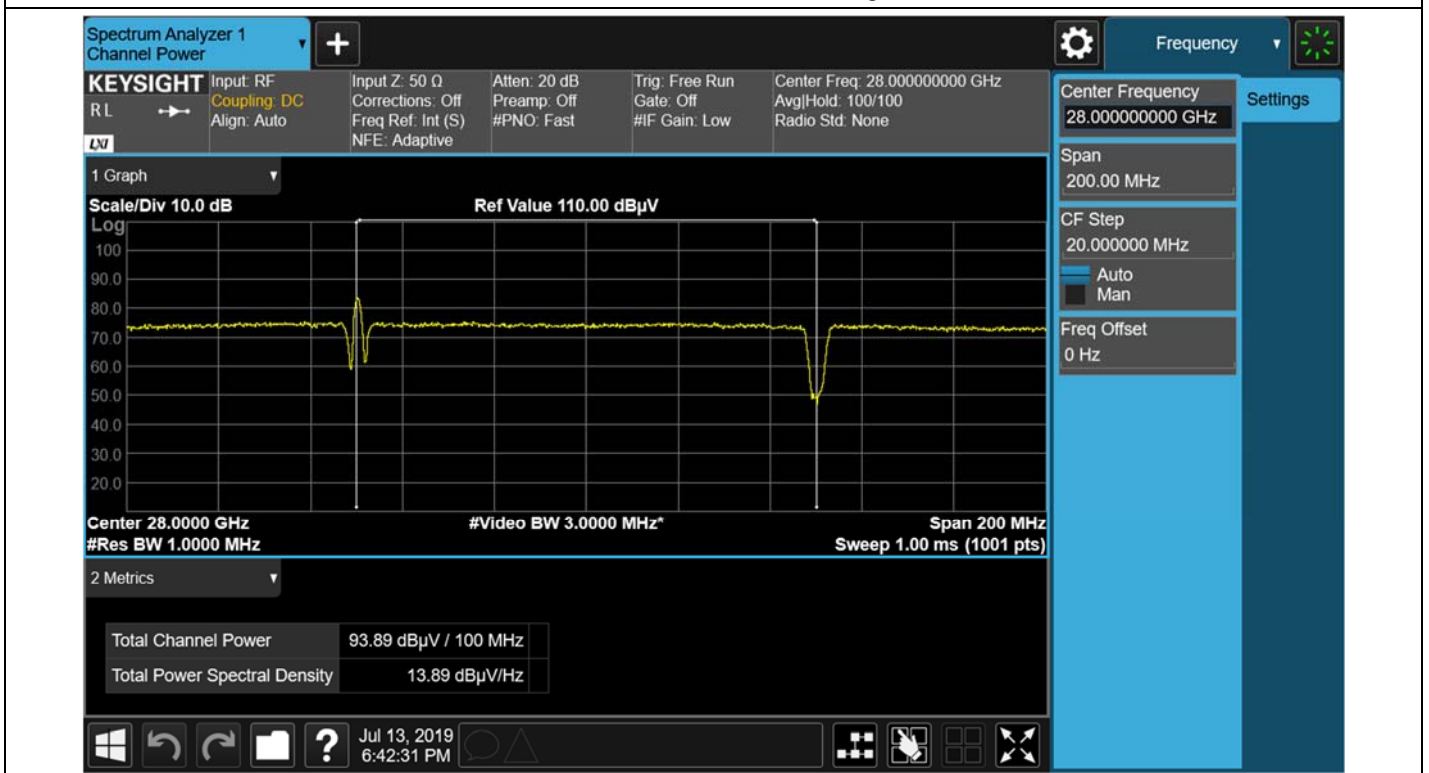 Spectrum Analyzer 1
Channel Power
+
Frequency
KEYSIGHT
R L
LXI
Input: RF
Coupling: DC
Align: Auto
Input Z: 50 Ω
Corrections: Off
Freq Ref: Int (S)
NFE: Adaptive
Atten: 20 dB
Preamp: Off
#PNO: Fast
Trig: Free Run
Gate: Off
#IF Gain: Low
Center Freq: 28.000000000 GHz
Avg|Hold: 100/100
Radio Std: None
Center Frequency
28.000000000 GHz
Settings
Span
200.00 MHz
CF Step
20.000000 MHz
Auto
Man
Freq Offset
0 Hz
1 Graph
Scale/Div 10.0 dB
Ref Value 110.00 dBµV
Log
100
90.0
80.0
70.0
60.0
50.0
40.0
30.0
20.0
Center 28.0000 GHz
#Video BW 3.0000 MHz*
Span 200 MHz
#Res BW 1.0000 MHz
Sweep 1.00 ms (1001 pts)
2 Metrics
Total Channel Power 93.89 dBµV / 100 MHz
Total Power Spectral Density 13.89 dBµV/Hz
?
Jul 13, 2019
6:42:31 PM